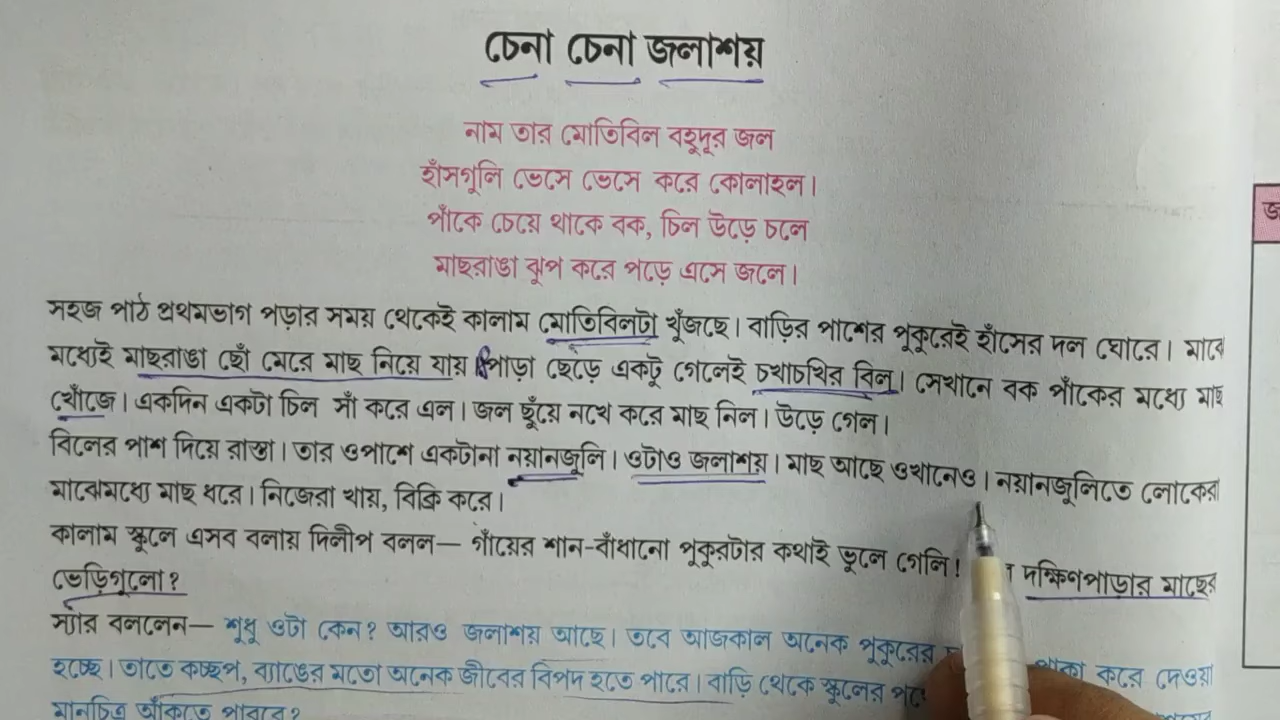 চেনা চেনা জলাশয়
নাম তার মোতিবিল বহুদূর জল
হাঁসগুলি ভেসে ভেসে করে কোলাহল।
পাঁকে চেয়ে থাকে বক, চিল উড়ে চলে
মাছরাঙা ঝুপ করে পড়ে এসে জলে।
সহজ পাঠ প্রথমভাগ পড়ার সময় থেকেই কালাম মোতিবিলটা খুঁজছে। বাড়ির পাশের পুকুরেই হাঁসের দল ঘোরে। মাঝে
মধ্যেই মাছরাঙা ছোঁ মেরে মাছ নিয়ে যায়। পাড়া ছেড়ে একটু গেলেই চখাচখির বিল। সেখানে বক পাঁকের মধ্যে মাছ
খোঁজে। একদিন একটা চিল সাঁ করে এল। জল ছুঁয়ে নখে করে মাছ নিল। উড়ে গেল।
বিলের পাশ দিয়ে রাস্তা। তার ওপাশে একটানা নয়ানজুলি। ওটাও জলাশয়। মাছ আছে ওখানেও। নয়ানজুলিতে লোকেরা
মাঝেমধ্যে মাছ ধরে। নিজেরা খায়, বিক্রি করে।
কালাম স্কুলে এসব বলায় দিলীপ বলল— গাঁয়ের শান-বাঁধানো পুকুরটার কথাই ভুলে গেলি! দক্ষিণপাড়ার মাছের
ভেড়িগুলো?
স্যার বললেন— শুধু ওটা কেন? আরও জলাশয় আছে। তবে আজকাল অনেক পুকুরের পাকা করে দেওয়া
হচ্ছে। তাতে কচ্ছপ, ব্যাঙের মতো অনেক জীবের বিপদ হতে পারে। বাড়ি থেকে স্কুলের
মানচিত্র আঁকতে পারবে?